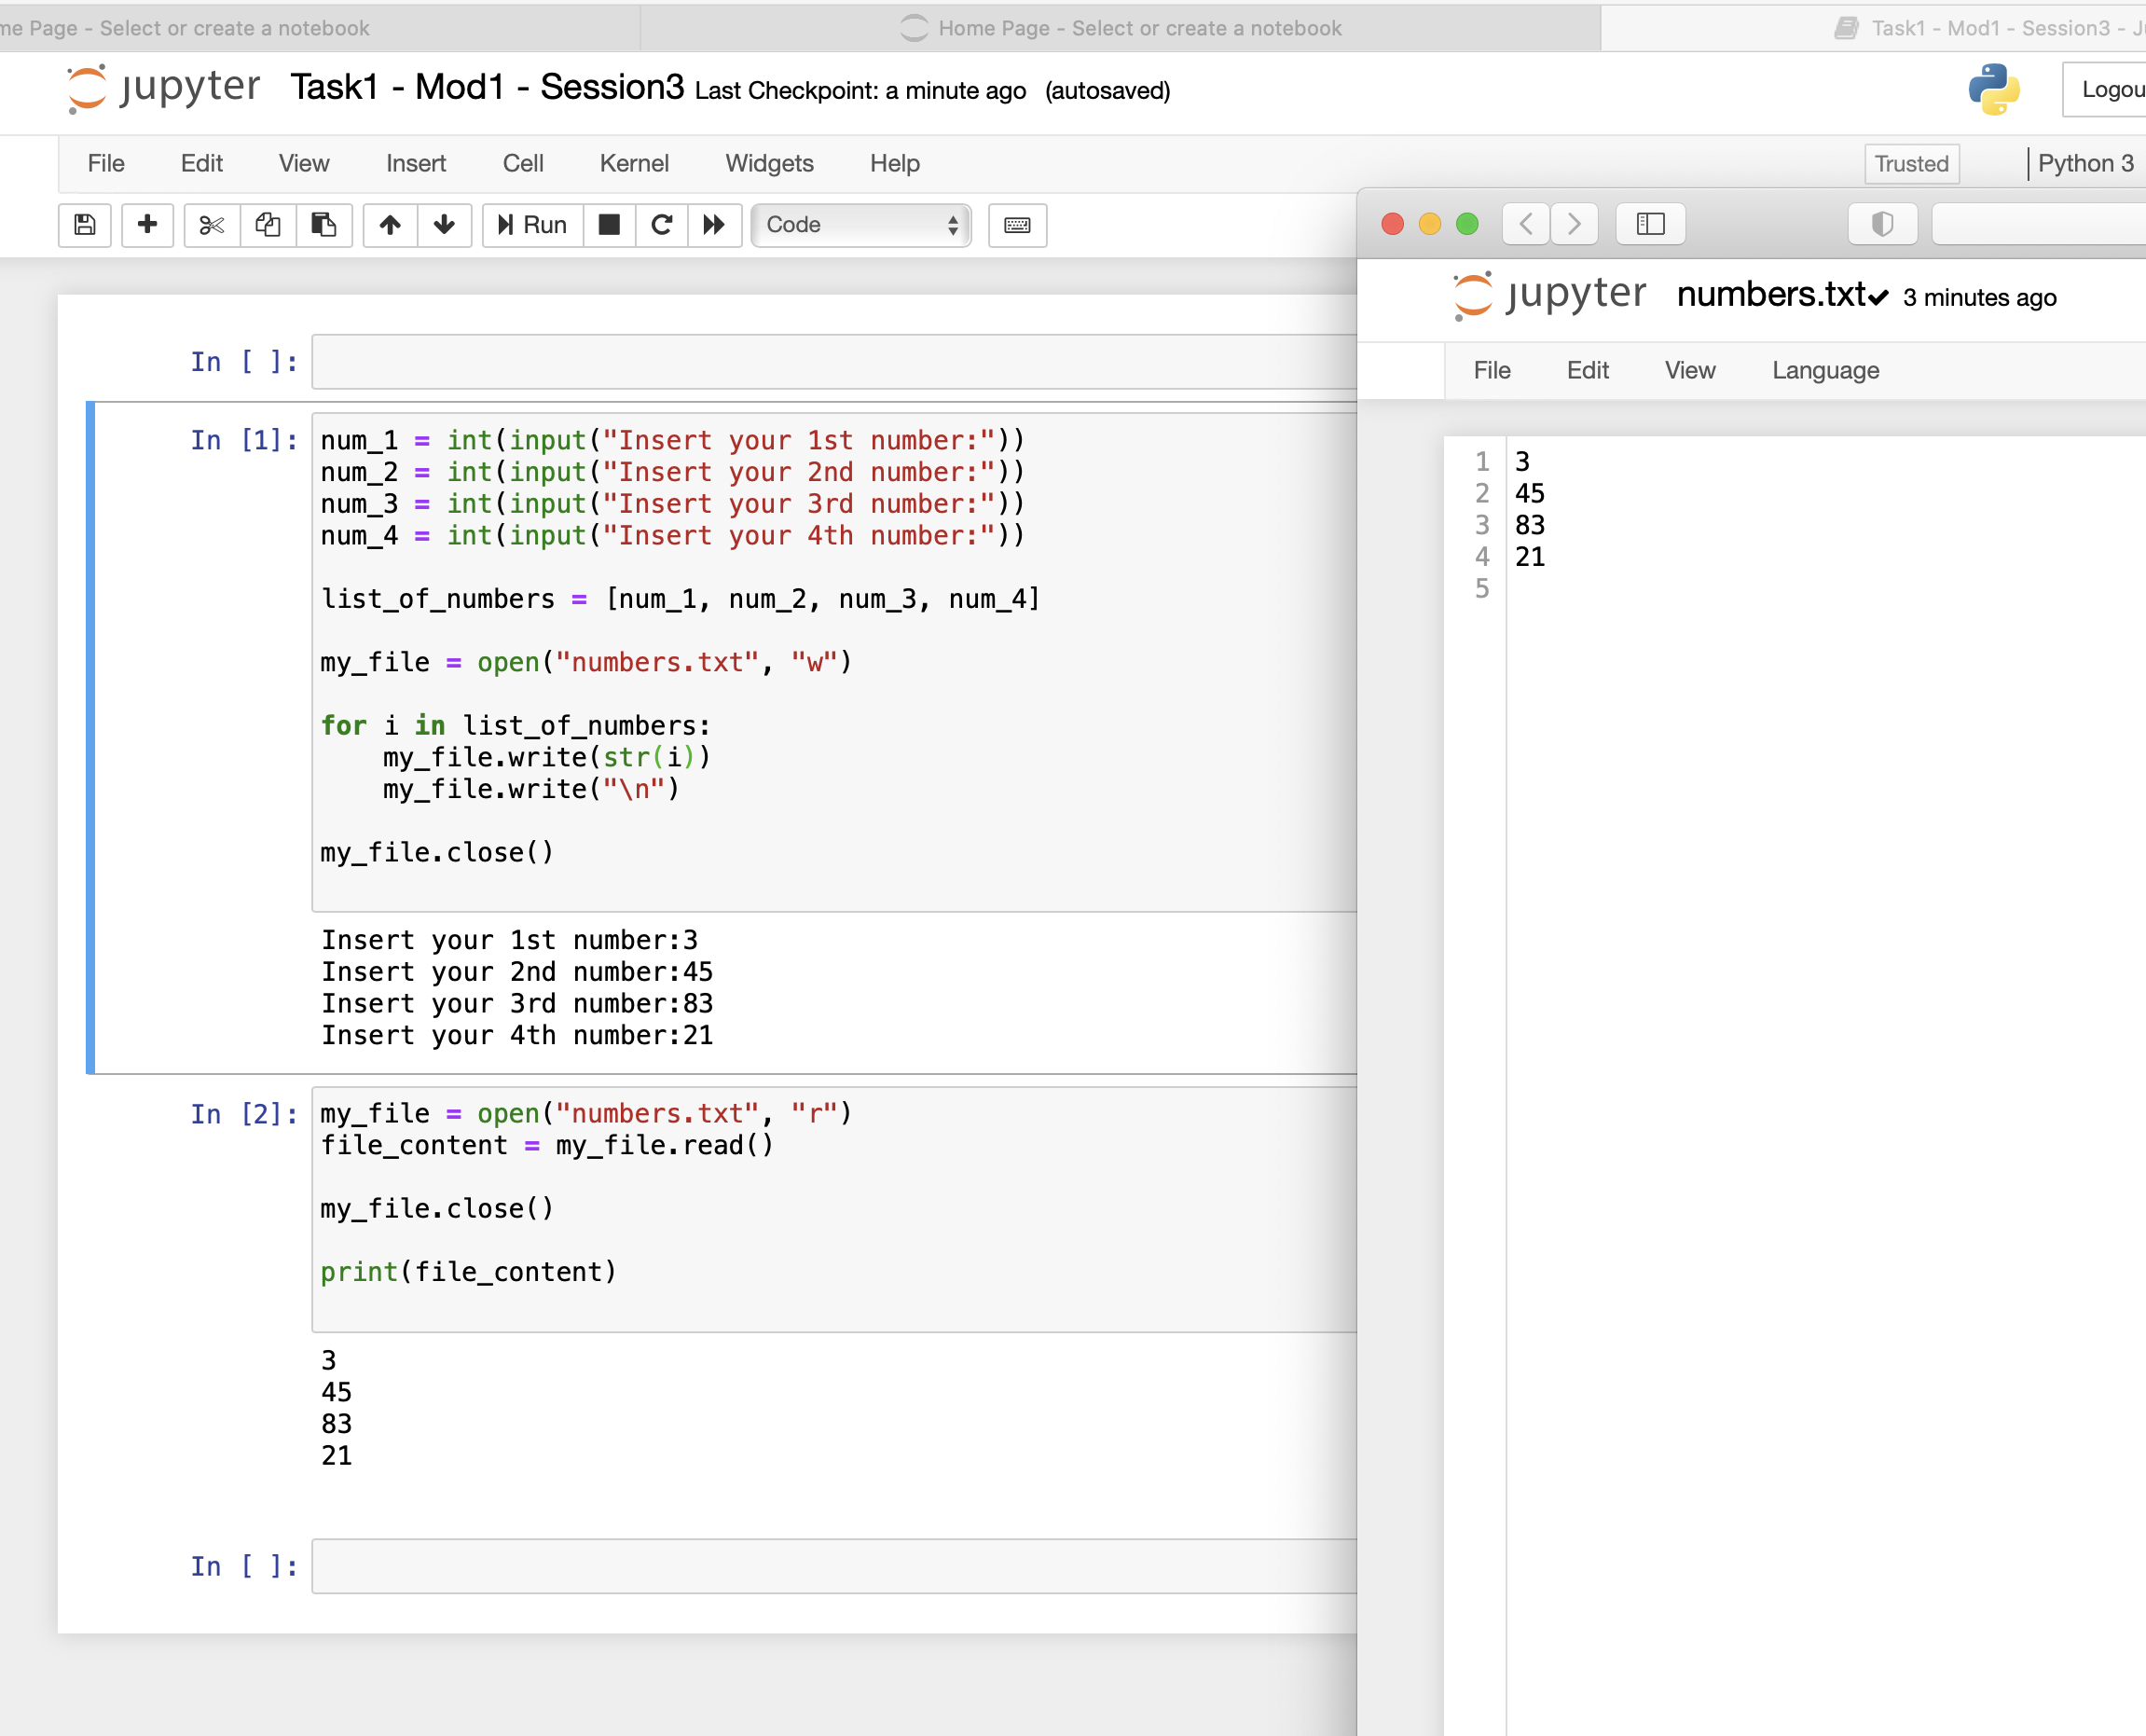 Page - Select or create a notebook
Home Page - Select or create a notebook
Task1 - Mod1 - Session3 -
jupyter Task1 - Mod1 - Session3 Last Checkpoint: a minute ago (autosaved)
File Edit View Insert Cell Kernel Widgets Help
Trusted Python 3
Run Code
In [ ]:
In [1]: num_1 = int(input("Insert your 1st number:"))
num_2 = int(input("Insert your 2nd number:"))
num_3 = int(input("Insert your 3rd number:"))
num_4 = int(input("Insert your 4th number:"))
list_of_numbers = [num_1, num_2, num_3, num_4]
my_file = open("numbers.txt", "w")
for i in list_of_numbers:
    my_file.write(str(i))
    my_file.write("\n")
my_file.close()
Insert your 1st number:3
Insert your 2nd number:45
Insert your 3rd number:83
Insert your 4th number:21
In [2]: my_file = open("numbers.txt", "r")
file_content = my_file.read()
my_file.close()
print(file_content)
3
45
83
21
In [ ]:
jupyter numbers.txt✔ 3 minutes ago
File Edit View Language
1 3
2 45
3 83
4 21
5